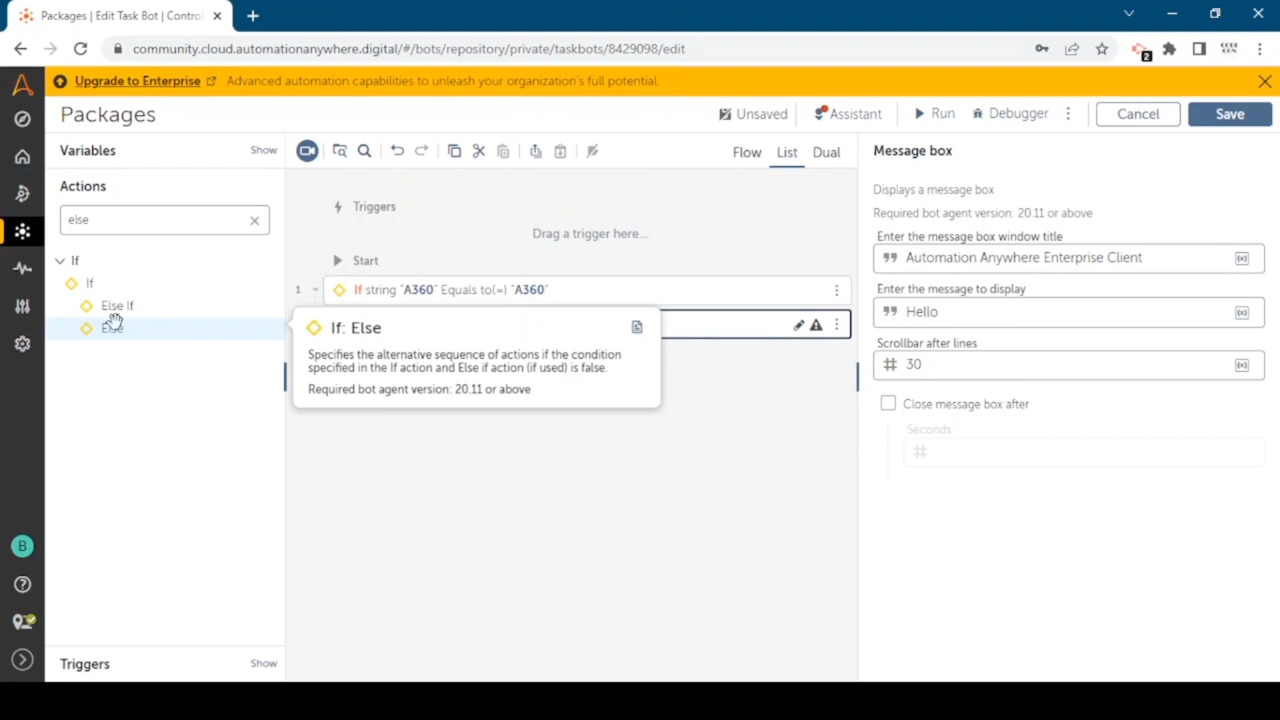 Packages | Edit Task Bot | Contro
community.cloud.automationanywhere.digital/#/bots/repository/private/taskbots/8429098/edit
2
Upgrade to Enterprise
Advanced automation capabilities to unleash your organization's full potential.
Packages
Unsaved
Assistant
Run
Debugger
Cancel
Save
Variables
Show
Flow
List
Dual
Message box
Actions
else
Displays a message box
Required bot agent version: 20.11 or above
Triggers
Drag a trigger here...
Enter the message box window title
Automation Anywhere Enterprise Client
If
If
Else If
Else
Start
1
If string "A360" Equals to(=) "A360"
Enter the message to display
Hello
If: Else
Specifies the alternative sequence of actions if the condition
specified in the If action and Else if action (if used) is false.
Required bot agent version: 20.11 or above
Scrollbar after lines
30
Close message box after
Seconds
B
Triggers
Show